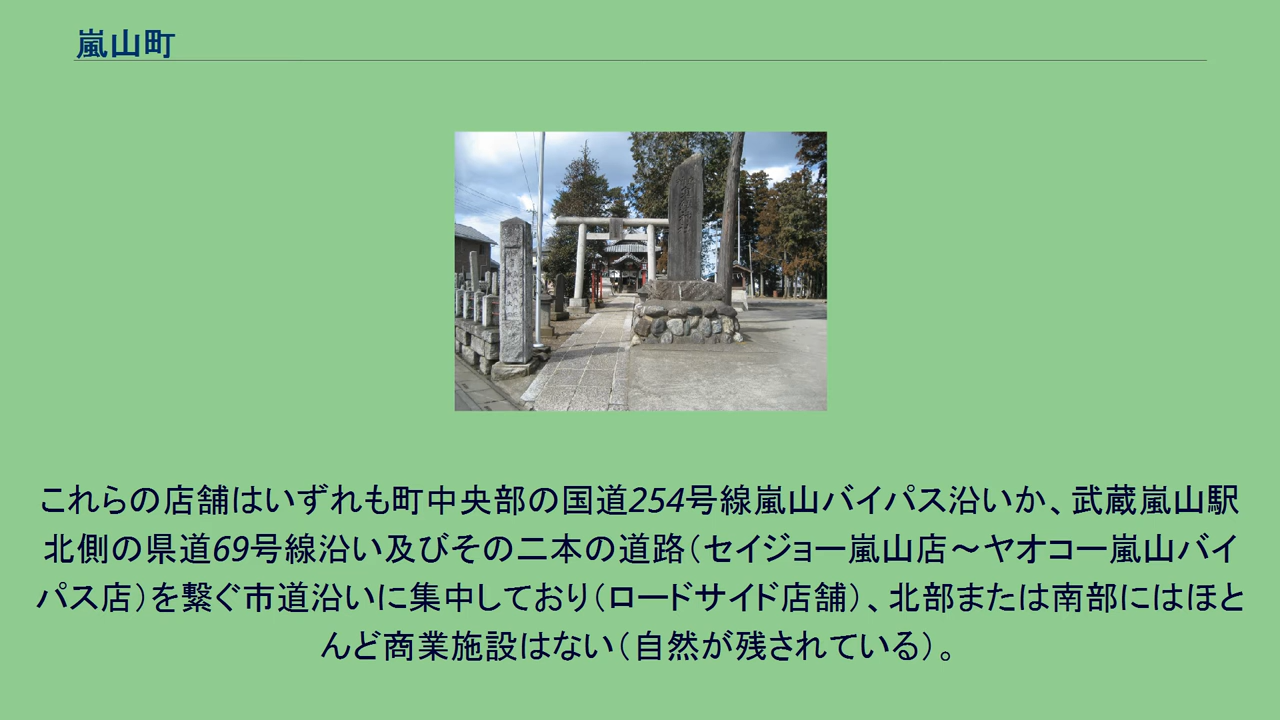 嵐山町
これらの店舗はいずれも町中央部の国道254号線嵐山バイパス沿いか、武蔵嵐山駅
北側の県道69号線沿い及びその二本の道路（セイジョー嵐山店～ヤオコー嵐山バイ
パス店）を繋ぐ市道沿いに集中しており（ロードサイド店舗）、北部または南部にはほと
んど商業施設はない（自然が残されている）。